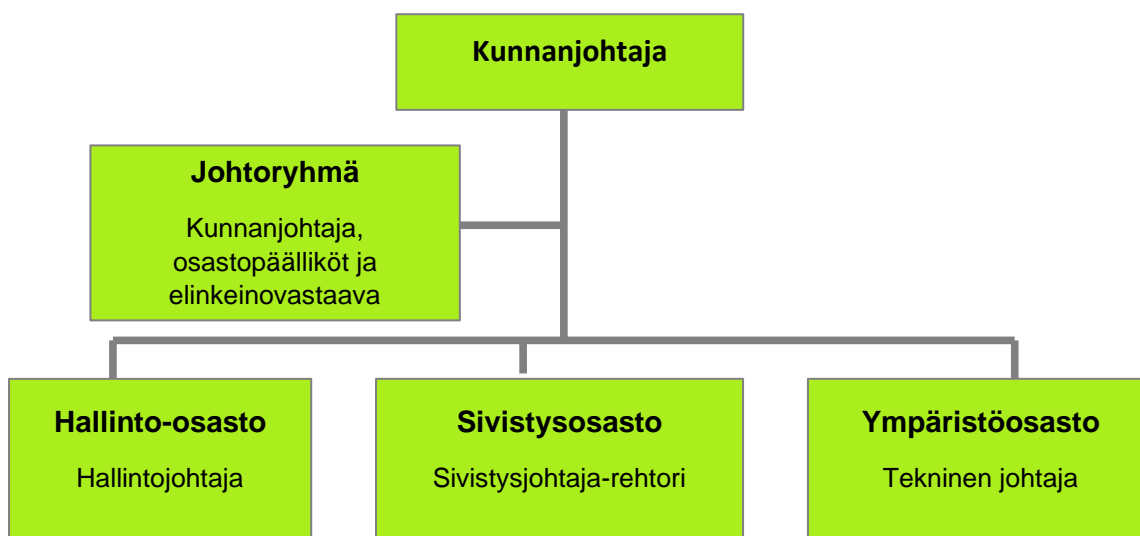 Kunnanjohtaja
Johtoryhmä
Kunnanjohtaja,
osastopäälliköt ja
elinkeinovastaava
Hallinto-osasto
Hallintojohtaja
Sivistysosasto
Sivistysjohtaja-rehtori
Ympäristöosasto
Tekninen johtaja